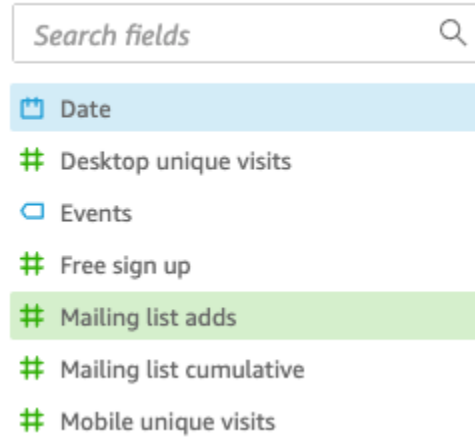 Search fields
Date
Desktop unique visits
Events
Free sign up
Mailing list adds
Mailing list cumulative
Mobile unique visits